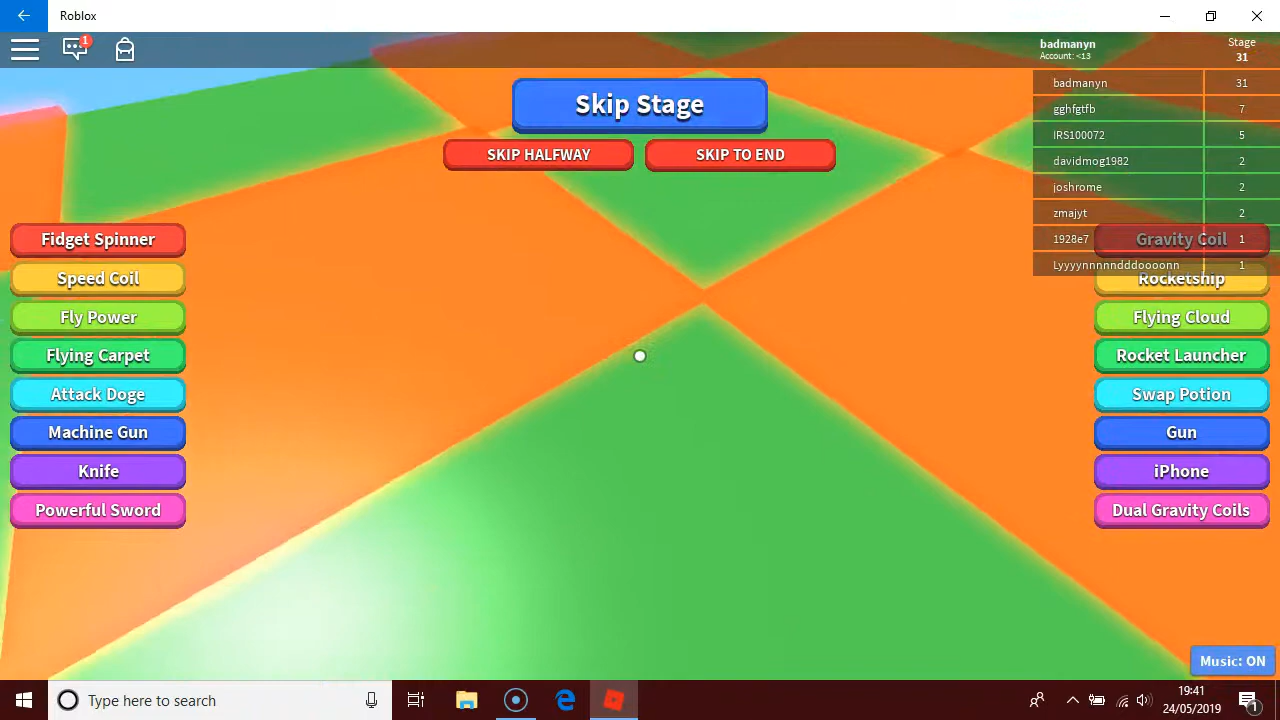 Roblox
1
badmanyn
Account: <13
Stage
31
badmanyn 31
gghfgtfb 7
IRS100072 5
davidmog1982 2
joshrome 2
zmajyt 2
1928e7 1
Lyyyynnnnndddoooonn 1
Skip Stage
SKIP HALFWAY
SKIP TO END
Fidget Spinner
Speed Coil
Fly Power
Flying Carpet
Attack Doge
Machine Gun
Knife
Powerful Sword
Gravity Coil
Rocketship
Flying Cloud
Rocket Launcher
Swap Potion
Gun
iPhone
Dual Gravity Coils
Music: ON
Type here to search
19:41
24/05/2019
1